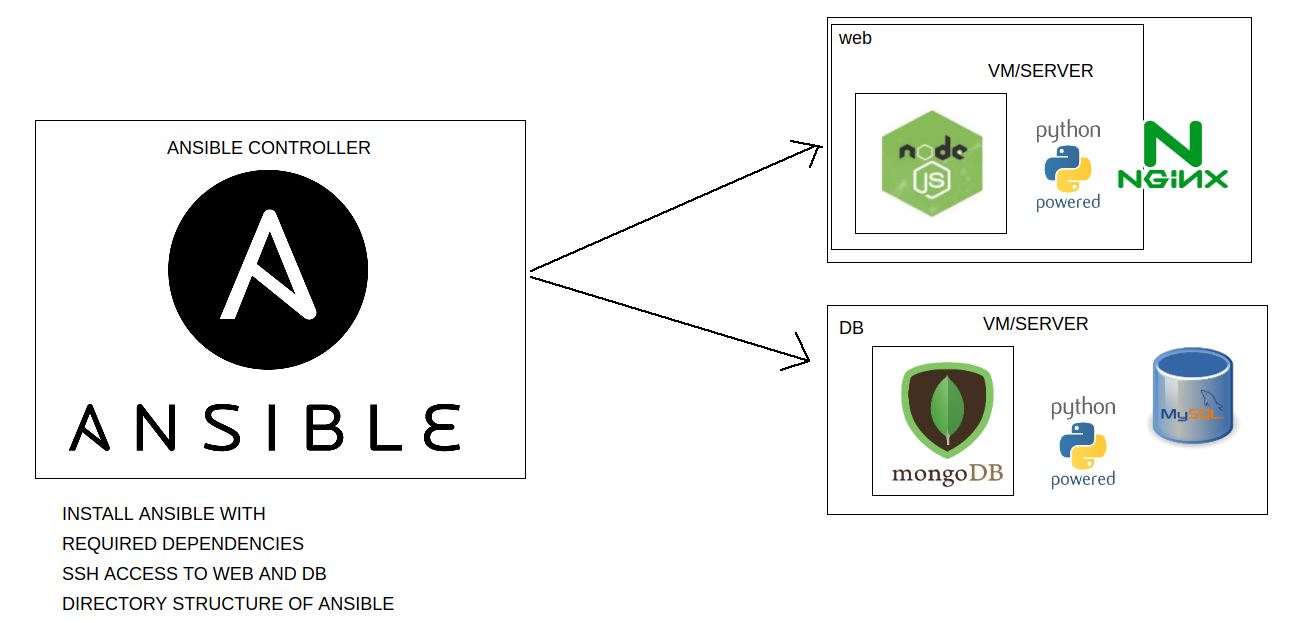 ANSIBLE CONTROLLER
ANSIBLE
INSTALL ANSIBLE WITH
REQUIRED DEPENDENCIES
SSH ACCESS TO WEB AND DB
DIRECTORY STRUCTURE OF ANSIBLE
web
VM/SERVER
node
JS
python
powered
N
NGINX
DB
VM/SERVER
mongoDB
python
powered
MySQL